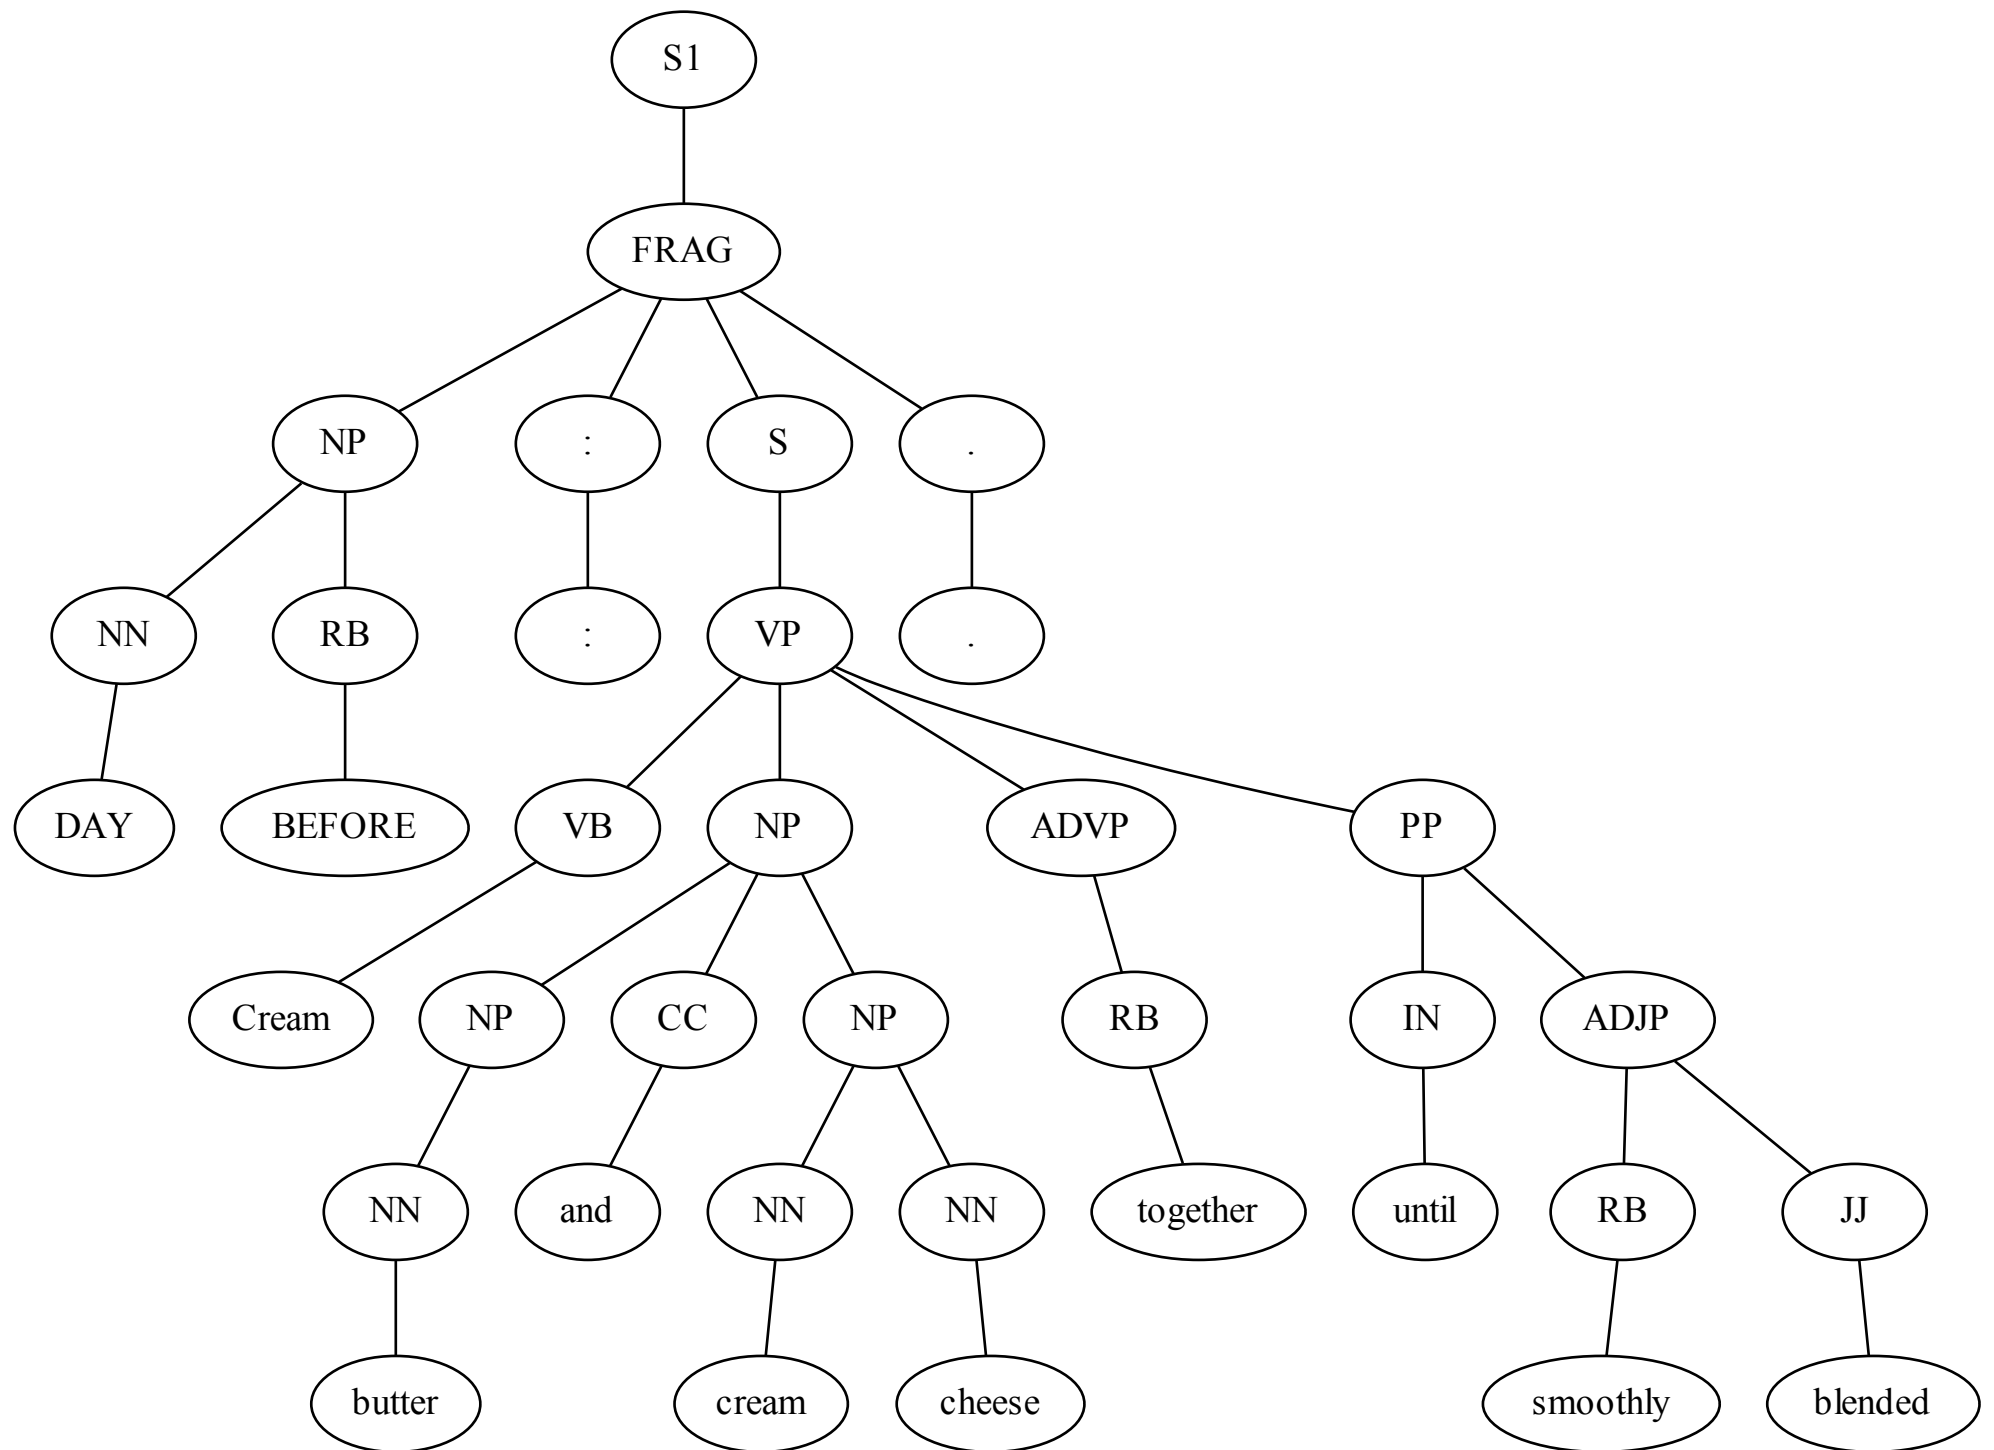 S1
FRAG
NP : S .
NN RB : VP .
DAY BEFORE VB NP ADVP PP
Cream NP CC NP RB IN ADJP
NN and NN NN together until RB JJ
butter cream cheese smoothly blended